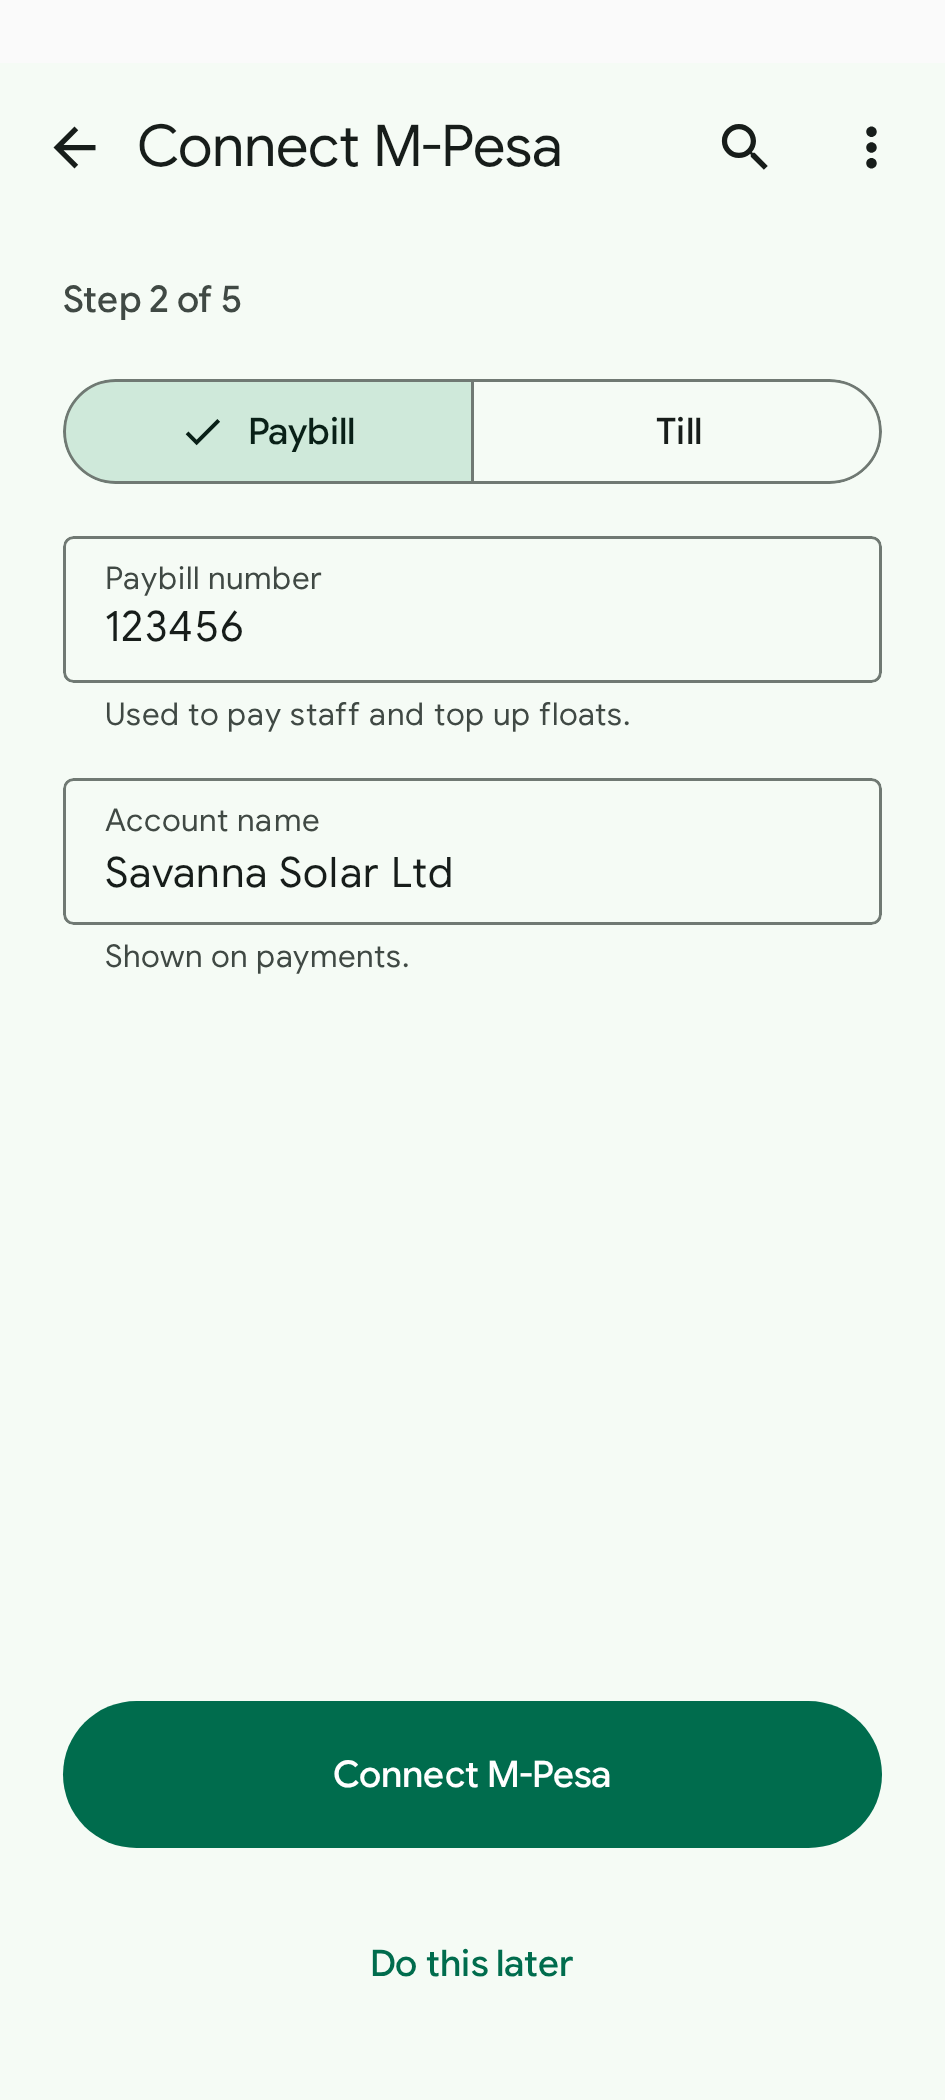 Connect M-Pesa
Step 2 of 5
Paybill
Till
Paybill number
123456
Used to pay staff and top up floats.
Account name
Savanna Solar Ltd
Shown on payments.
Connect M-Pesa
Do this later